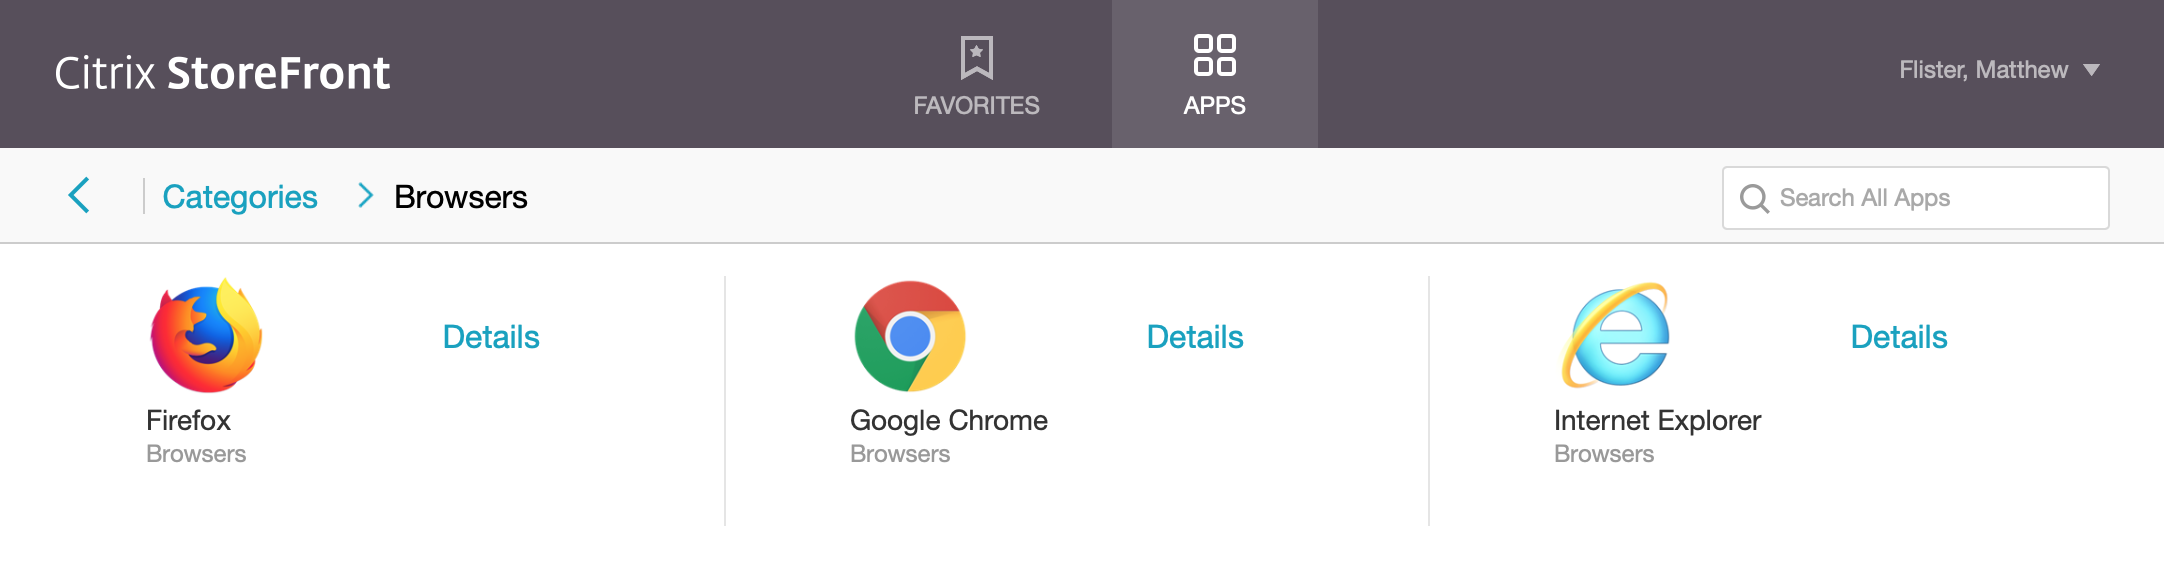 Citrix StoreFront
FAVORITES
APPS
Flister, Matthew
Categories
Browsers
Search All Apps
Details
Firefox
Browsers
Details
Google Chrome
Browsers
Details
Internet Explorer
Browsers